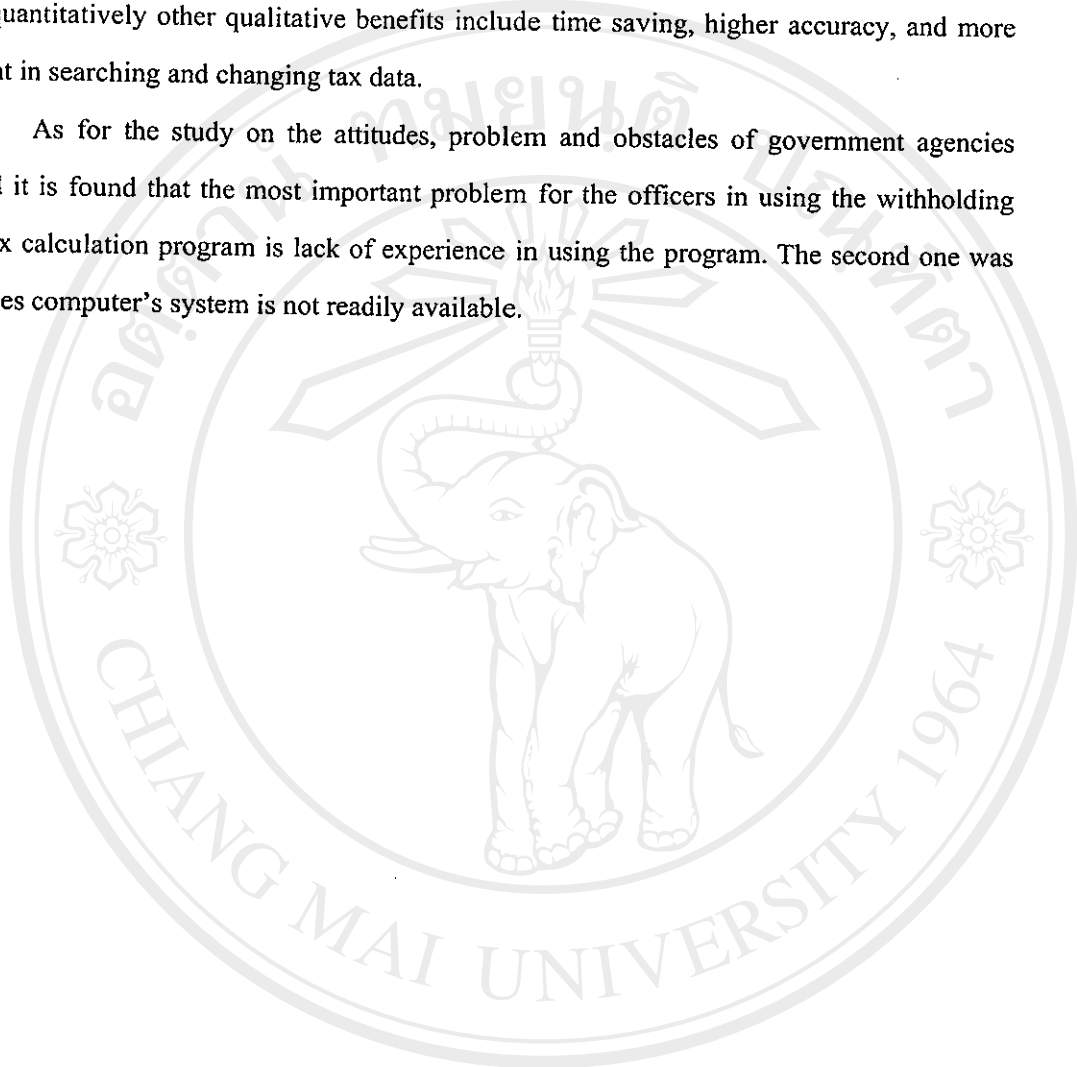 quantitatively other qualitative benefits include time saving, higher accuracy, and more
in searching and changing tax data.
As for the study on the attitudes, problem and obstacles of government agencies
it is found that the most important problem for the officers in using the withholding
calculation program is lack of experience in using the program. The second one was
computer's system is not readily available.
CHIANG MAI UNIVERSITY 1964